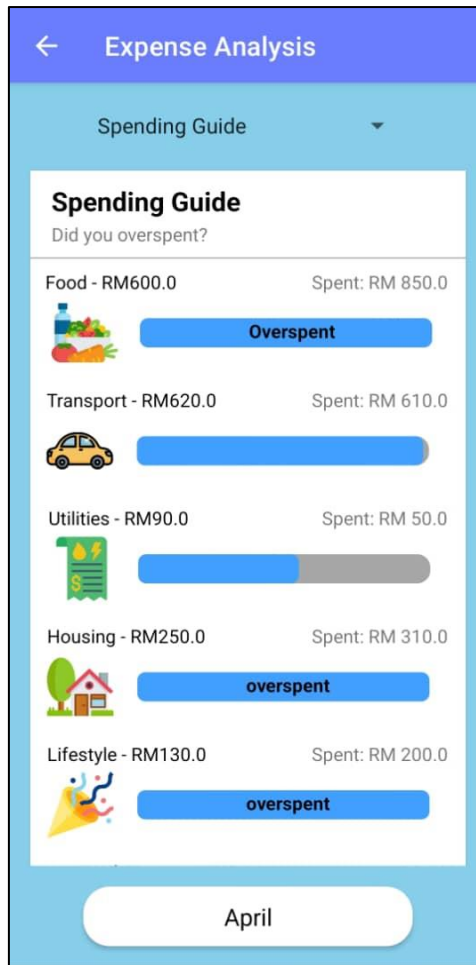 Expense Analysis
Spending Guide
Spending Guide
Did you overspent?
Food - RM600.0 Spent: RM 850.0
Overspent
Transport - RM620.0 Spent: RM 610.0
Utilities - RM90.0 Spent: RM 50.0
$
Housing - RM250.0 Spent: RM 310.0
overspent
Lifestyle - RM130.0 Spent: RM 200.0
overspent
April